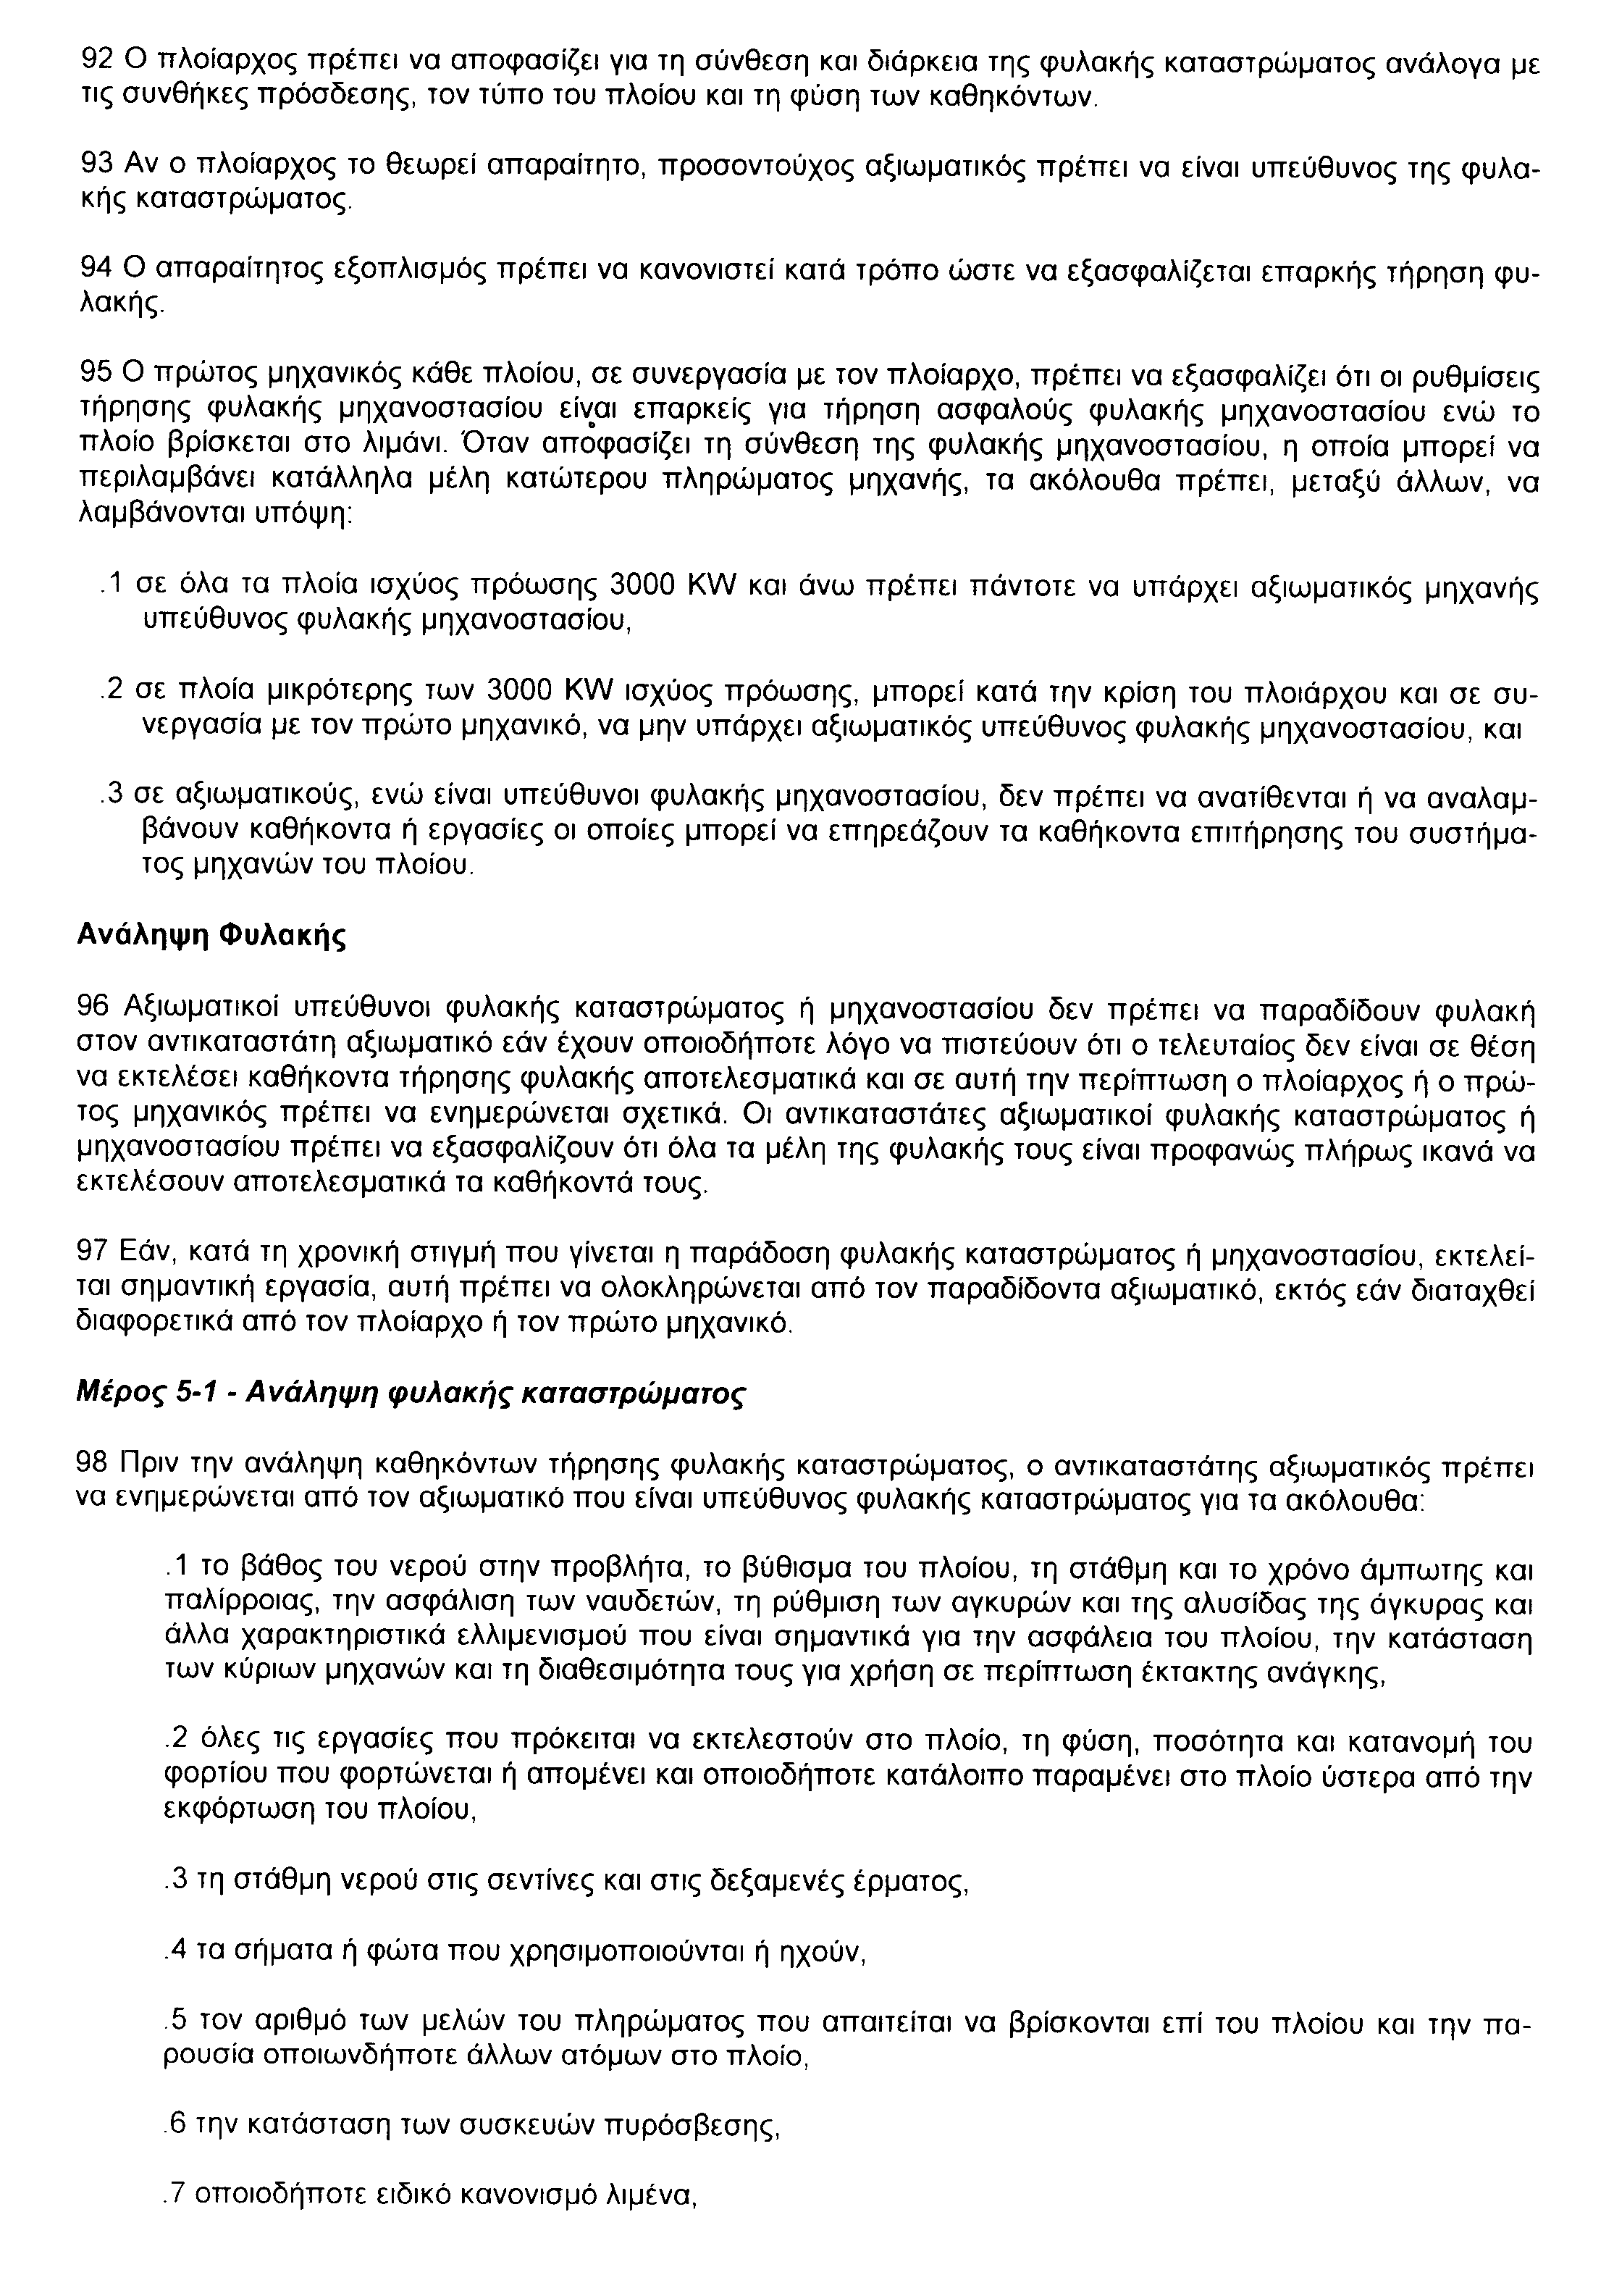 92 Ο πλοίαρχος πρέπει να αποφασίζει για τη σύνθεση και διάρκεια της φυλακής καταστρώματος ανάλογα με
τις συνθήκες πρόσδεσης, τον τύπο του πλοίου και τη φύση των καθηκόντων.
93 Αν ο πλοίαρχος το θεωρεί απαραίτητο, προσοντούχος αξιωματικός πρέπει να είναι υπεύθυνος της φυλα-
κής καταστρώματος.
94 Ο απαραίτητος εξοπλισμός πρέπει να κανονιστεί κατά τρόπο ώστε να εξασφαλίζεται επαρκής τήρηση φυ-
λακής.
95 Ο πρώτος μηχανικός κάθε πλοίου, σε συνεργασία με τον πλοίαρχο, πρέπει να εξασφαλίζει ότι οι ρυθμίσεις
τήρησης φυλακής μηχανοστασίου είναι επαρκείς για τήρηση ασφαλούς φυλακής μηχανοστασίου ενώ το
πλοίο βρίσκεται στο λιμάνι. Όταν αποφασίζει τη σύνθεση της φυλακής μηχανοστασίου, η οποία μπορεί να
περιλαμβάνει κατάλληλα μέλη κατώτερου πληρώματος μηχανής, τα ακόλουθα πρέπει, μεταξύ άλλων, να
λαμβάνονται υπόψη:
.1 σε όλα τα πλοία ισχύος πρόωσης 3000 KW και άνω πρέπει πάντοτε να υπάρχει αξιωματικός μηχανής
υπεύθυνος φυλακής μηχανοστασίου,
.2 σε πλοία μικρότερης των 3000 KW ισχύος πρόωσης, μπορεί κατά την κρίση του πλοιάρχου και σε συ-
νεργασία με τον πρώτο μηχανικό, να μην υπάρχει αξιωματικός υπεύθυνος φυλακής μηχανοστασίου, και
.3 σε αξιωματικούς, ενώ είναι υπεύθυνοι φυλακής μηχανοστασίου, δεν πρέπει να ανατίθενται ή να αναλαμ-
βάνουν καθήκοντα ή εργασίες οι οποίες μπορεί να επηρεάζουν τα καθήκοντα επιτήρησης του συστήμα-
τος μηχανών του πλοίου.
Ανάληψη Φυλακής
96 Αξιωματικοί υπεύθυνοι φυλακής καταστρώματος ή μηχανοστασίου δεν πρέπει να παραδίδουν φυλακή
στον αντικαταστάτη αξιωματικό εάν έχουν οποιοδήποτε λόγο να πιστεύουν ότι ο τελευταίος δεν είναι σε θέση
να εκτελέσει καθήκοντα τήρησης φυλακής αποτελεσματικά και σε αυτή την περίπτωση ο πλοίαρχος ή ο πρώ-
τος μηχανικός πρέπει να ενημερώνεται σχετικά. Οι αντικαταστάτες αξιωματικοί φυλακής καταστρώματος ή
μηχανοστασίου πρέπει να εξασφαλίζουν ότι όλα τα μέλη της φυλακής τους είναι προφανώς πλήρως ικανά να
εκτελέσουν αποτελεσματικά τα καθήκοντά τους.
97 Εάν, κατά τη χρονική στιγμή που γίνεται η παράδοση φυλακής καταστρώματος ή μηχανοστασίου, εκτελεί-
ται σημαντική εργασία, αυτή πρέπει να ολοκληρώνεται από τον παραδίδοντα αξιωματικό, εκτός εάν διαταχθεί
διαφορετικά από τον πλοίαρχο ή τον πρώτο μηχανικό.
Μέρος 5-1 - Ανάληψη φυλακής καταστρώματος
98 Πριν την ανάληψη καθηκόντων τήρησης φυλακής καταστρώματος, ο αντικαταστάτης αξιωματικός πρέπει
να ενημερώνεται από τον αξιωματικό που είναι υπεύθυνος φυλακής καταστρώματος για τα ακόλουθα:
.1 το βάθος του νερού στην προβλήτα, το βύθισμα του πλοίου, τη στάθμη και το χρόνο άμπωτης και
παλίρροιας, την ασφάλιση των ναυδετών, τη ρύθμιση των αγκυρών και της αλυσίδας της άγκυρας και
άλλα χαρακτηριστικά ελλιμενισμού που είναι σημαντικά για την ασφάλεια του πλοίου, την κατάσταση
των κύριων μηχανών και τη διαθεσιμότητα τους για χρήση σε περίπτωση έκτακτης ανάγκης,
.2 όλες τις εργασίες που πρόκειται να εκτελεστούν στο πλοίο, τη φύση, ποσότητα και κατανομή του
φορτίου που φορτώνεται ή απομένει και οποιοδήποτε κατάλοιπο παραμένει στο πλοίο ύστερα από την
εκφόρτωση του πλοίου,
.3 τη στάθμη νερού στις σεντίνες και στις δεξαμενές έρματος,
.4 τα σήματα ή φώτα που χρησιμοποιούνται ή ηχούν,
.5 τον αριθμό των μελών του πληρώματος που απαιτείται να βρίσκονται επί του πλοίου και την πα-
ρουσία οποιωνδήποτε άλλων ατόμων στο πλοίο,
.6 την κατάσταση των συσκευών πυρόσβεσης,
.7 οποιοδήποτε ειδικό κανονισμό λιμένα,